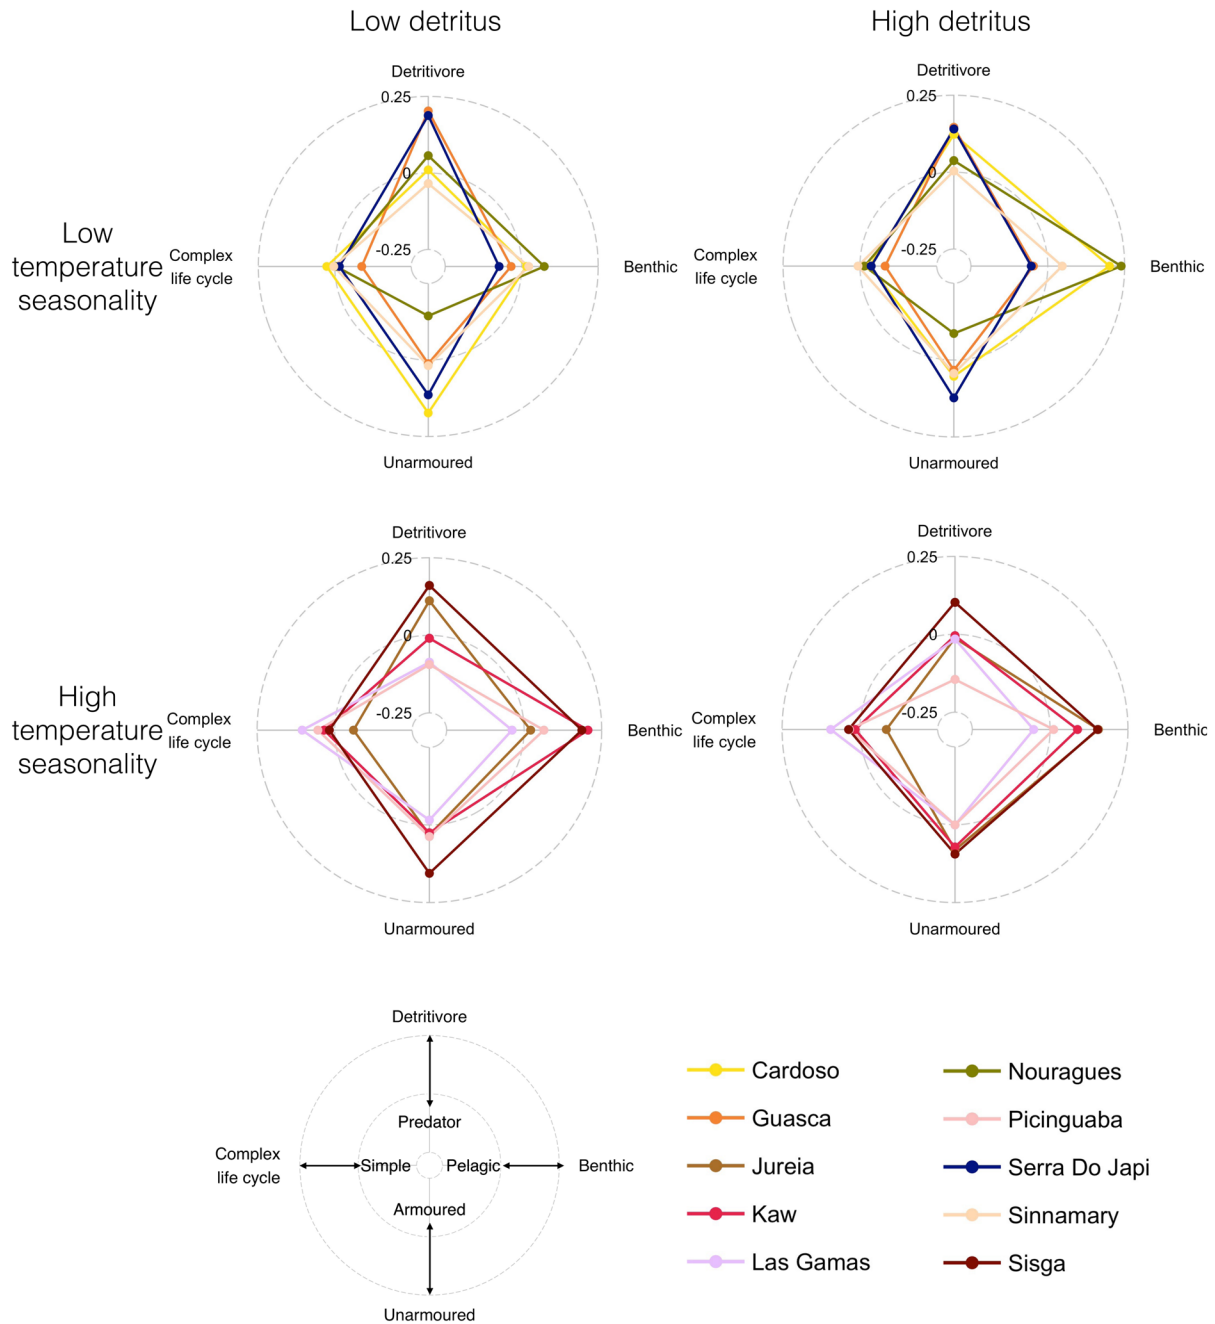 Low detritus
High detritus
Detritivore
0.25
0
-0.25
Complex
life cycle
Benthic
Unarmoured
Detritivore
0.25
0
-0.25
Complex
life cycle
Benthic
Unarmoured
Low
temperature
seasonality
Detritivore
0.25
0
-0.25
Complex
life cycle
Benthic
Unarmoured
Detritivore
0.25
0
-0.25
Complex
life cycle
Benthic
Unarmoured
High
temperature
seasonality
Detritivore
Predator
Complex
life cycle
Simple
Pelagic
Benthic
Armoured
Unarmoured
Cardoso
Guasca
Jureia
Kaw
Las Gamas
Nouragues
Picinguaba
Serra Do Japi
Sinnamary
Sisga